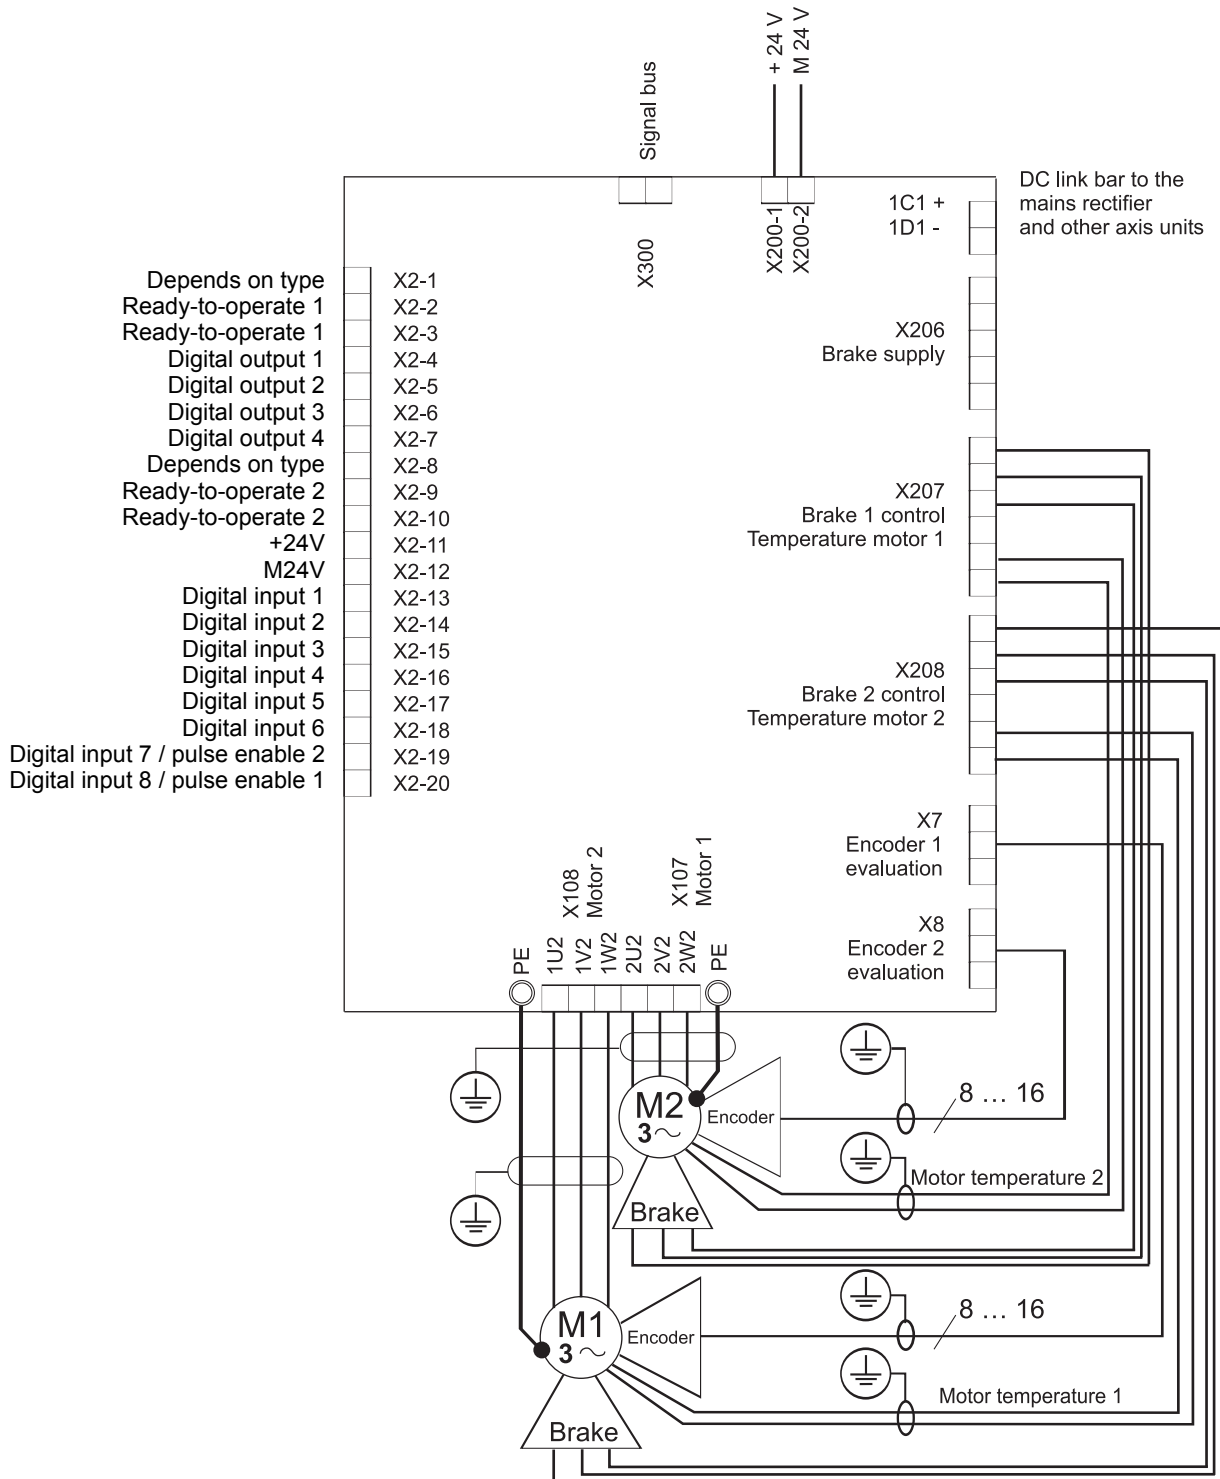 + 24 V
M 24 V
Signal bus
X300
X200-1
X200-2
1C1 +
1D1 -
DC link bar to the
mains rectifier
and other axis units
Depends on type X2-1
Ready-to-operate 1 X2-2
Ready-to-operate 1 X2-3
Digital output 1 X2-4
Digital output 2 X2-5
Digital output 3 X2-6
Digital output 4 X2-7
Depends on type X2-8
Ready-to-operate 2 X2-9
Ready-to-operate 2 X2-10
+24V X2-11
M24V X2-12
Digital input 1 X2-13
Digital input 2 X2-14
Digital input 3 X2-15
Digital input 4 X2-16
Digital input 5 X2-17
Digital input 6 X2-18
Digital input 7 / pulse enable 2 X2-19
Digital input 8 / pulse enable 1 X2-20
X206
Brake supply
X207
Brake 1 control
Temperature motor 1
X208
Brake 2 control
Temperature motor 2
X7
Encoder 1
evaluation
X8
Encoder 2
evaluation
X108
Motor 2
X107
Motor 1
PE
1U2
1V2
1W2
2U2
2V2
2W2
PE
M2
3～
Encoder
8 ... 16
Motor temperature 2
Brake
M1
3～
Encoder
8 ... 16
Motor temperature 1
Brake